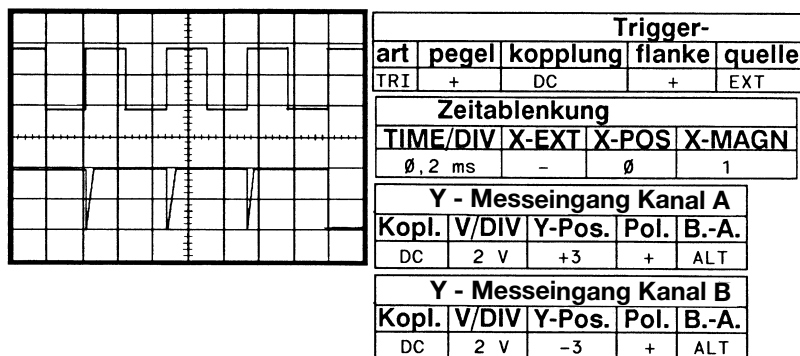 Trigger-
art pegel kopplung flanke quelle
TRI + DC + EXT
Zeitablenkung
TIME/DIV X-EXT X-POS X-MAGN
Ø,2 ms – Ø 1
Y - Messeingang Kanal A
Kopl. V/DIV Y-Pos. Pol. B.-A.
DC 2 V +3 + ALT
Y - Messeingang Kanal B
Kopl. V/DIV Y-Pos. Pol. B.-A.
DC 2 V –3 + ALT